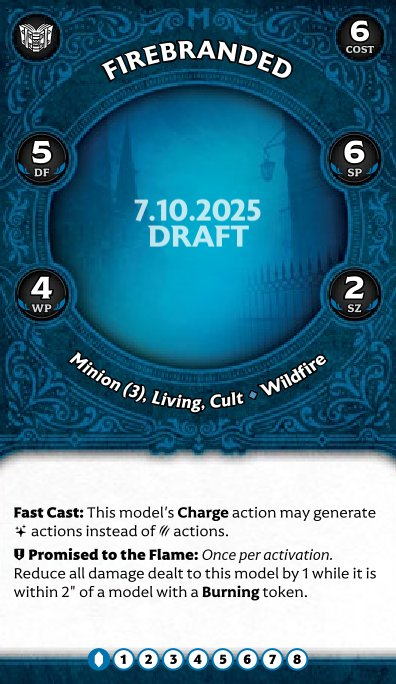 FIREBRANDED
6
COST
5
DF
6
SP
7.10.2025
DRAFT
4
WP
2
SZ
Minion (3), Living, Cult ◆ Wildfire
Fast Cast: This model's Charge action may generate
actions instead of actions.
Promised to the Flame: Once per activation.
Reduce all damage dealt to this model by 1 while it is
within 2" of a model with a Burning token.
1 2 3 4 5 6 7 8